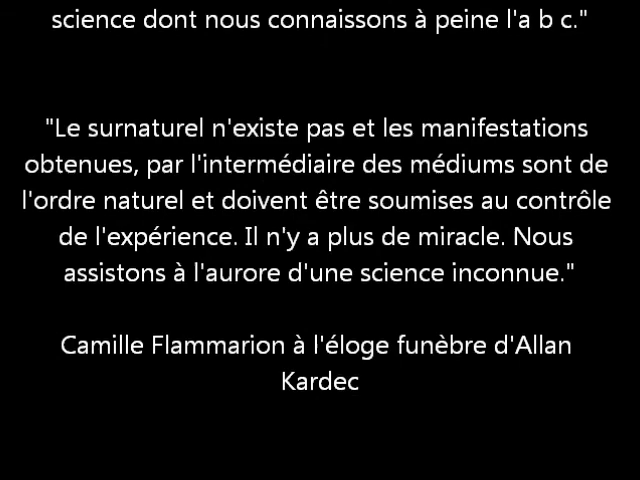 science dont nous connaissons à peine l'a b c."
"Le surnaturel n'existe pas et les manifestations
obtenues, par l'intermédiaire des médiums sont de
l'ordre naturel et doivent être soumises au contrôle
de l'expérience. Il n'y a plus de miracle. Nous
assistons à l'aurore d'une science inconnue."
Camille Flammarion à l'éloge funèbre d'Allan
Kardec